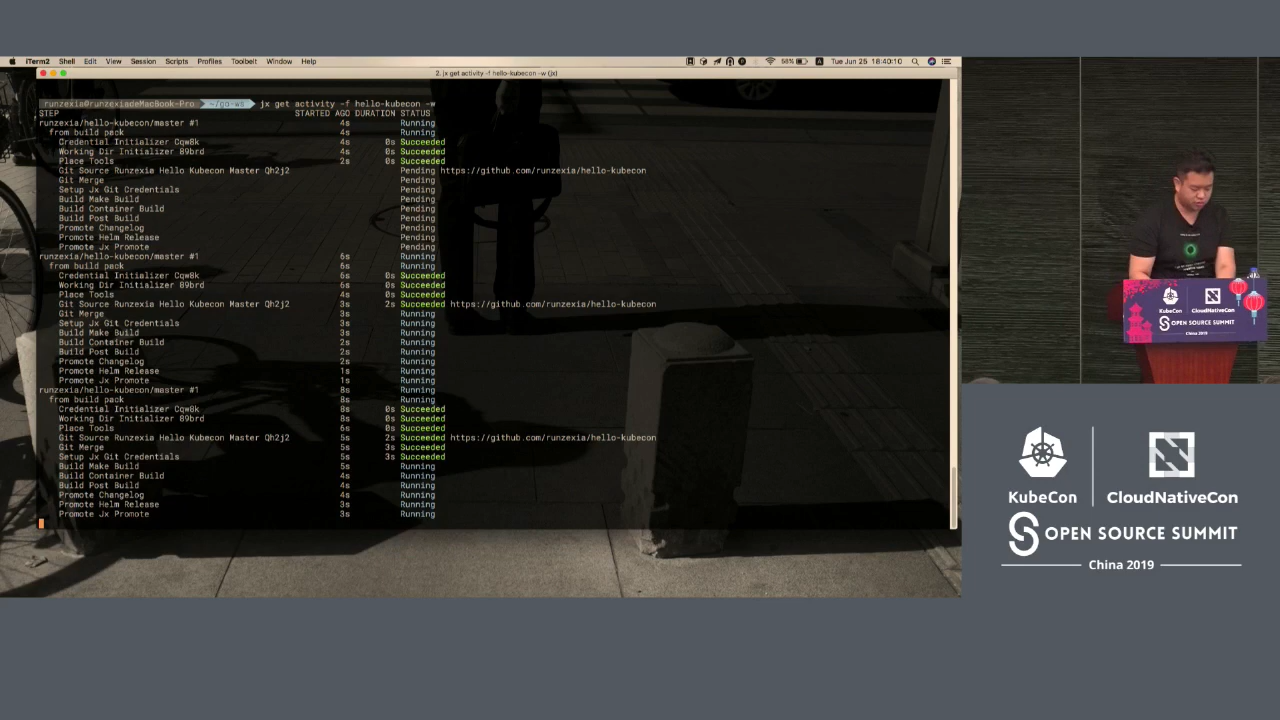 iTerm2 Shell Edit View Session Scripts Profiles Toolbelt Window Help 58% Tue Jun 25 18:40:10
2. jx get activity -f hello-kubecon -w (jx)
runzexia@runzexiadeMacBook-Pro ~/go-ws jx get activity -f hello-kubecon -w
STEP STARTED AGO DURATION STATUS
runzexia/hello-kubecon/master #1 4s Running
from build pack 4s Running
Credential Initializer Cqw8k 4s 0s Succeeded
Working Dir Initializer 89brd 4s 0s Succeeded
Place Tools 2s 0s Succeeded
Git Source Runzexia Hello Kubecon Master Qh2j2 Pending https://github.com/runzexia/hello-kubecon
Git Merge Pending
Setup Jx Git Credentials Pending
Build Make Build Pending
Build Container Build Pending
Build Post Build Pending
Promote Changelog Pending
Promote Helm Release Pending
Promote Jx Promote Pending
runzexia/hello-kubecon/master #1 6s Running
from build pack 6s Running
Credential Initializer Cqw8k 6s 0s Succeeded
Working Dir Initializer 89brd 6s 0s Succeeded
Place Tools 4s 0s Succeeded
Git Source Runzexia Hello Kubecon Master Qh2j2 3s 2s Succeeded https://github.com/runzexia/hello-kubecon
Git Merge 3s Running
Setup Jx Git Credentials 3s Running
Build Make Build 3s Running
Build Container Build 2s Running
Build Post Build 2s Running
Promote Changelog 2s Running
Promote Helm Release 1s Running
Promote Jx Promote 1s Running
runzexia/hello-kubecon/master #1 8s Running
from build pack 8s Running
Credential Initializer Cqw8k 8s 0s Succeeded
Working Dir Initializer 89brd 8s 0s Succeeded
Place Tools 6s 0s Succeeded
Git Source Runzexia Hello Kubecon Master Qh2j2 5s 2s Succeeded https://github.com/runzexia/hello-kubecon
Git Merge 5s 3s Succeeded
Setup Jx Git Credentials 5s 3s Succeeded
Build Make Build 5s Running
Build Container Build 4s Running
Build Post Build 4s Running
Promote Changelog 4s Running
Promote Helm Release 3s Running
Promote Jx Promote 3s Running
KubeCon CloudNativeCon
OPEN SOURCE SUMMIT
China 2019
KubeCon CloudNativeCon
OPEN SOURCE SUMMIT
China 2019